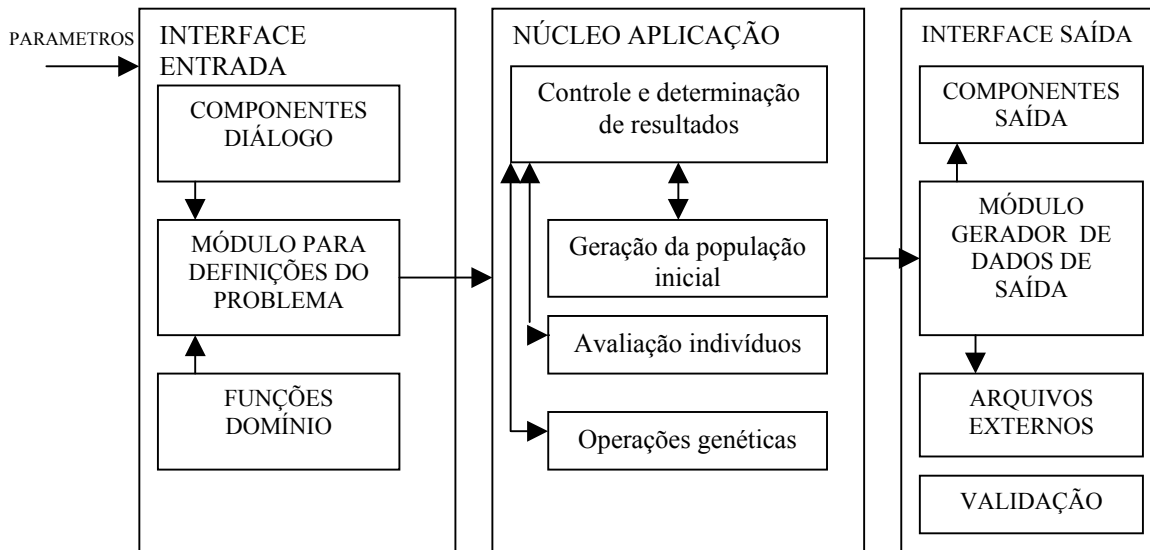 PARAMETROS
INTERFACE
ENTRADA
COMPONENTES
DIÁLOGO
MÓDULO PARA
DEFINIÇÕES DO
PROBLEMA
FUNÇÕES
DOMÍNIO
NÚCLEO APLICAÇÃO
Controle e determinação
de resultados
Geração da população
inicial
Avaliação indivíduos
Operações genéticas
INTERFACE SAÍDA
COMPONENTES
SAÍDA
MÓDULO
GERADOR DE
DADOS DE
SAÍDA
ARQUIVOS
EXTERNOS
VALIDAÇÃO